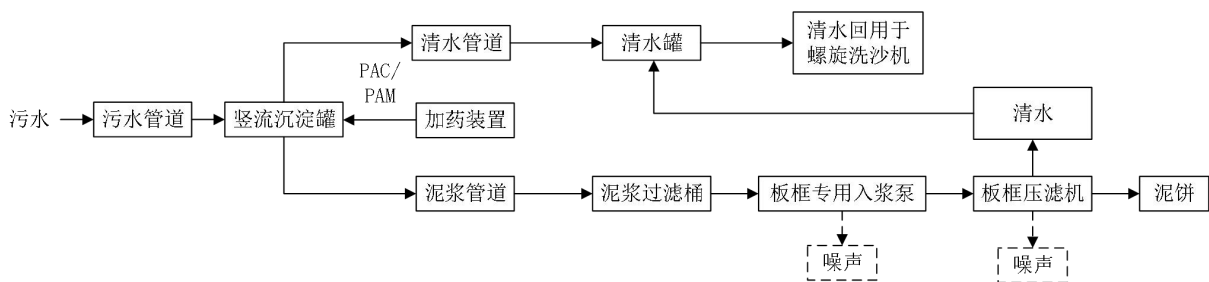 清水管道
清水罐
清水回用于
螺旋洗沙机
PAC/
PAM
污水
污水管道
竖流沉淀罐
加药装置
清水
泥浆管道
泥浆过滤桶
板框专用入浆泵
板框压滤机
泥饼
噪声
噪声